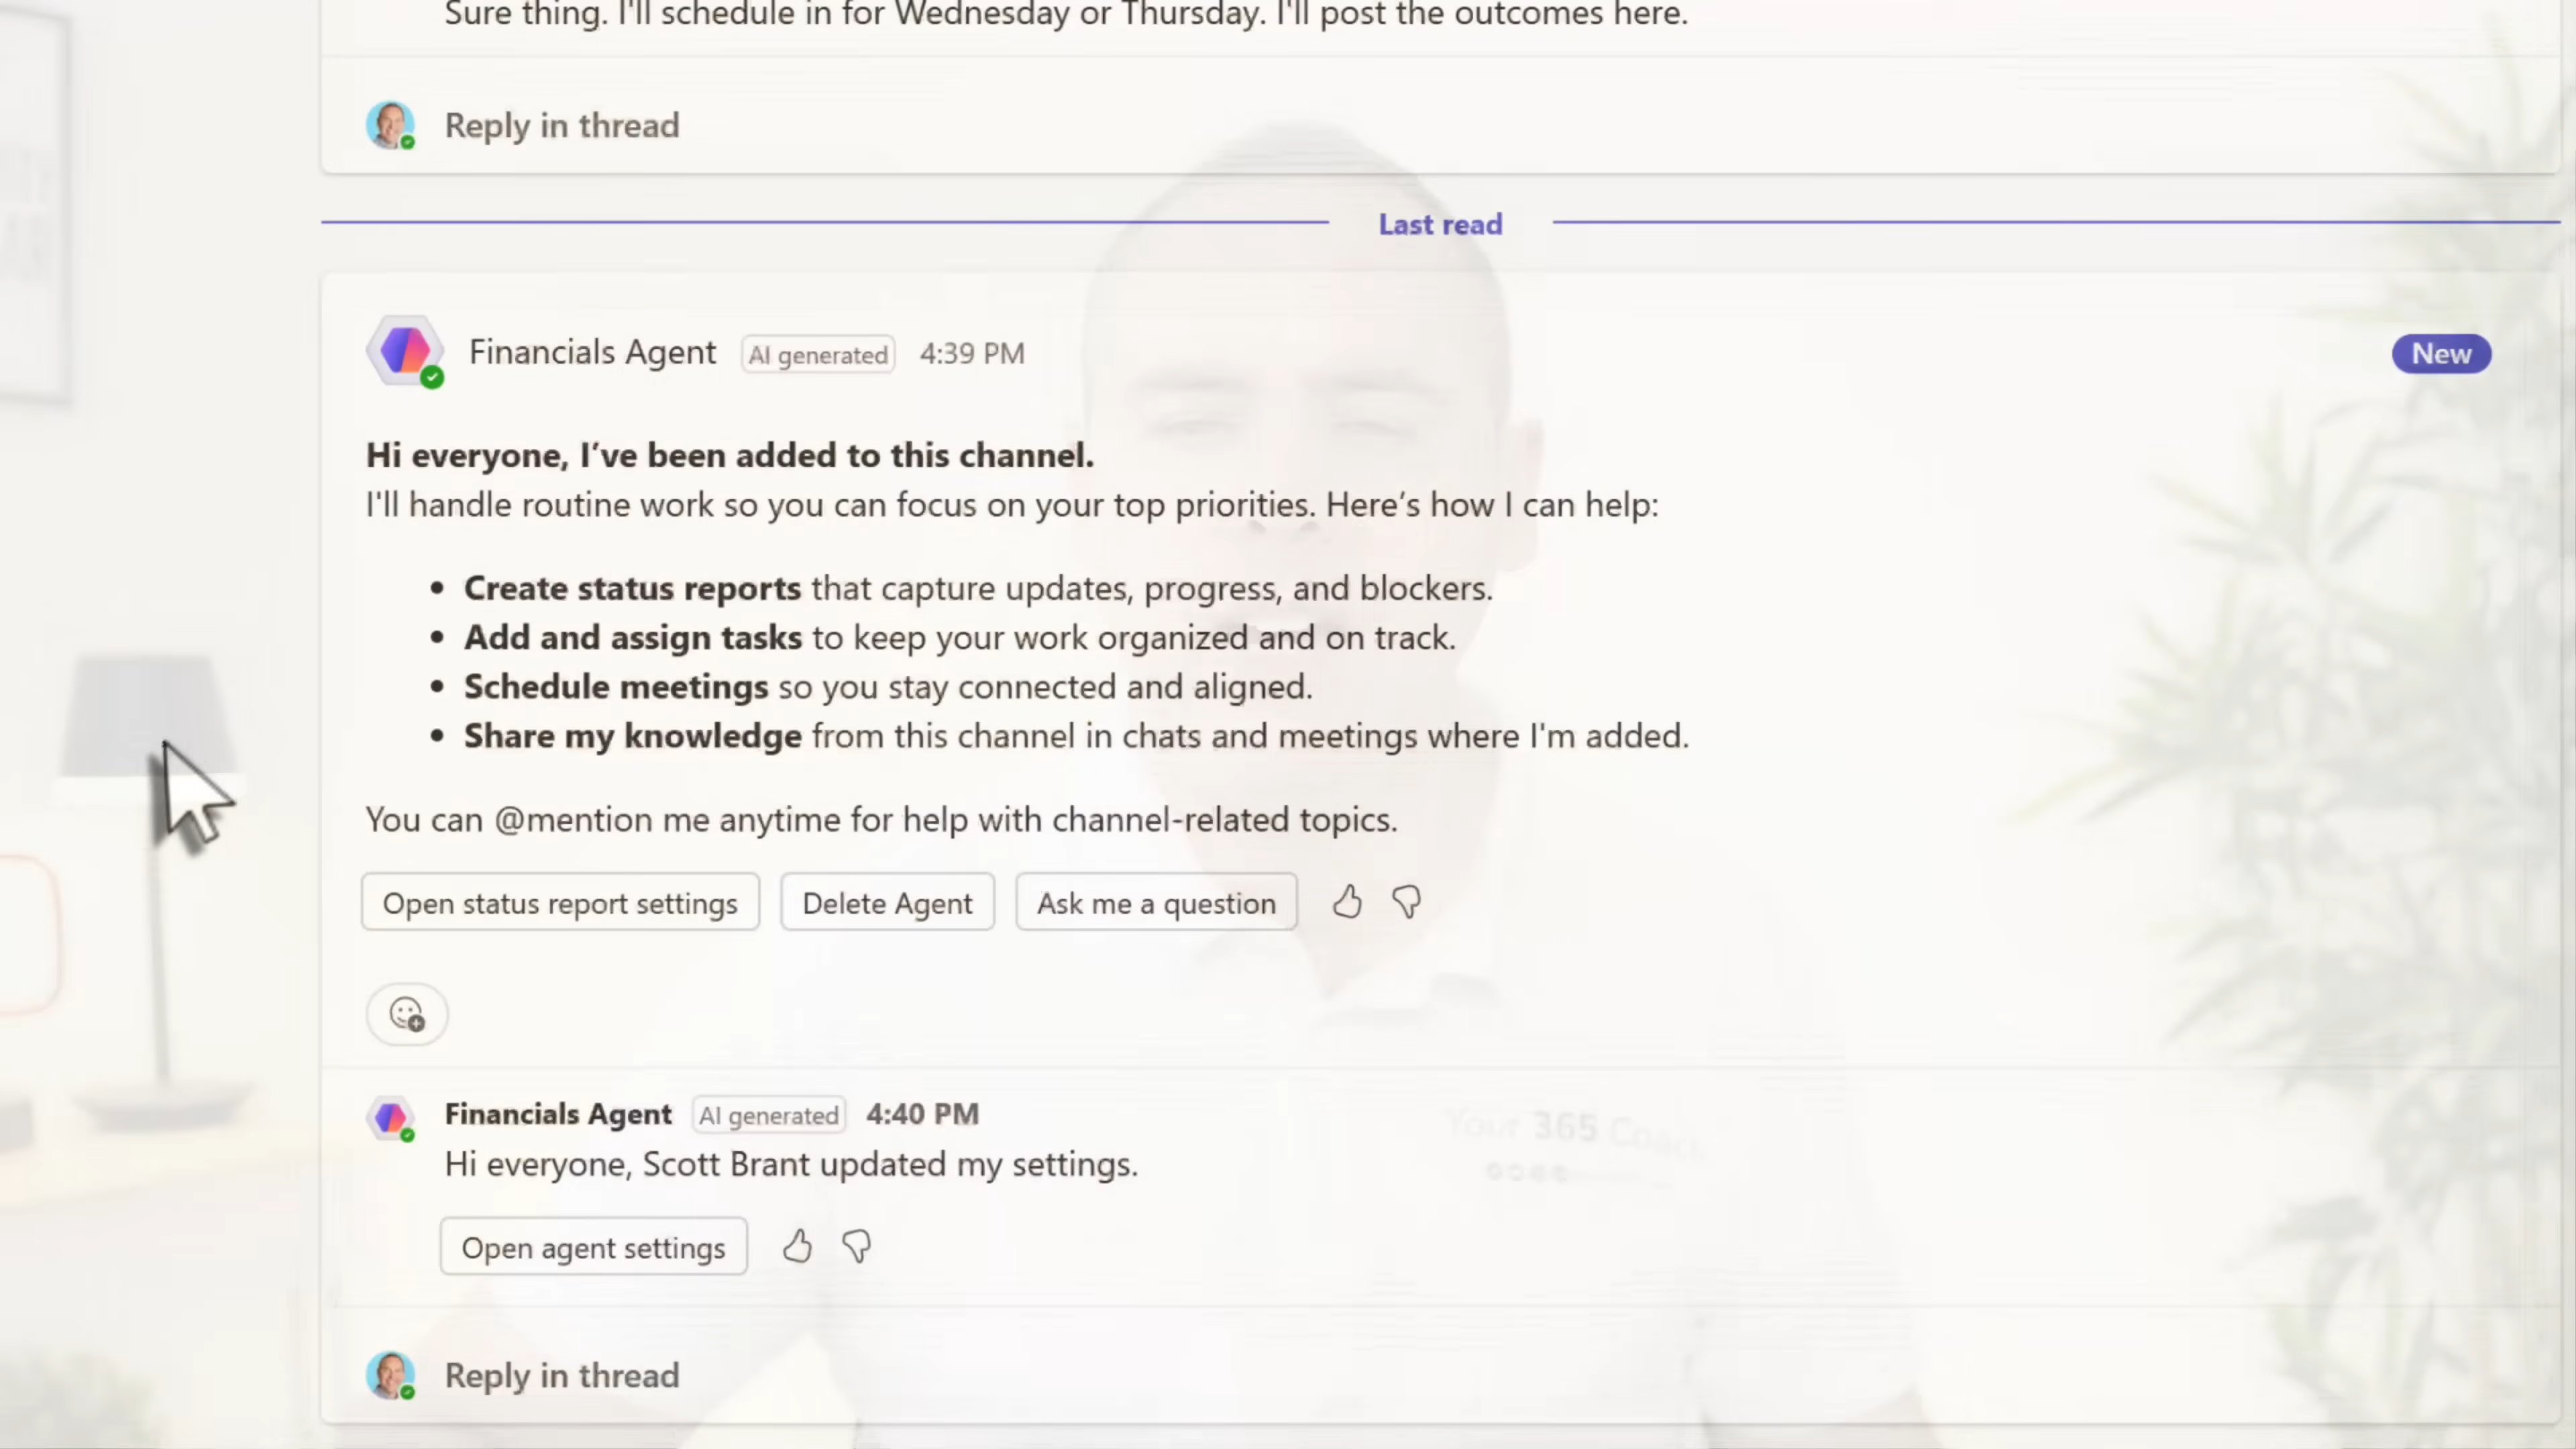 Sure thing. I'll schedule in for Wednesday or Thursday. I'll post the outcomes here.
Reply in thread
Last read
Financials Agent AI generated 4:39 PM New
Hi everyone, I’ve been added to this channel.
I'll handle routine work so you can focus on your top priorities. Here’s how I can help:
• Create status reports that capture updates, progress, and blockers.
• Add and assign tasks to keep your work organized and on track.
• Schedule meetings so you stay connected and aligned.
• Share my knowledge from this channel in chats and meetings where I'm added.
You can @mention me anytime for help with channel-related topics.
Open status report settings Delete Agent Ask me a question
Financials Agent AI generated 4:40 PM
Your 365 Coach
Hi everyone, Scott Brant updated my settings.
Open agent settings
Reply in thread